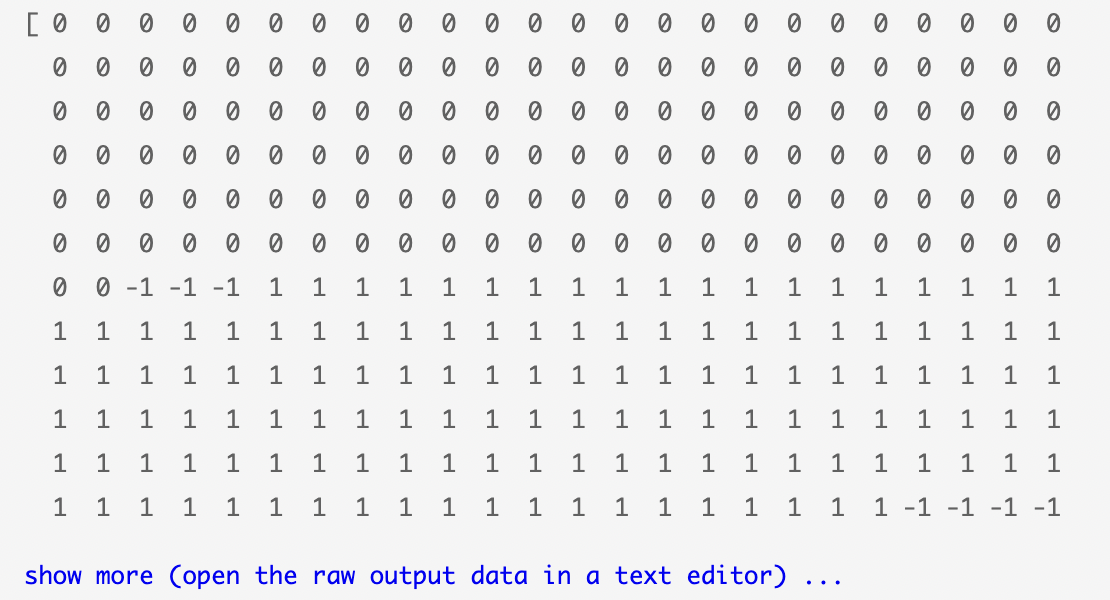 [ 0  0  0  0  0  0  0  0  0  0  0  0  0  0  0  0  0  0  0  0  0  0  0  0
  0  0  0  0  0  0  0  0  0  0  0  0  0  0  0  0  0  0  0  0  0  0  0  0
  0  0  0  0  0  0  0  0  0  0  0  0  0  0  0  0  0  0  0  0  0  0  0  0
  0  0  0  0  0  0  0  0  0  0  0  0  0  0  0  0  0  0  0  0  0  0  0  0
  0  0  0  0  0  0  0  0  0  0  0  0  0  0  0  0  0  0  0  0  0  0  0  0
  0  0  0  0  0  0  0  0  0  0  0  0  0  0  0  0  0  0  0  0  0  0  0  0
  0  0 -1 -1 -1  1  1  1  1  1  1  1  1  1  1  1  1  1  1  1  1  1  1  1
  1  1  1  1  1  1  1  1  1  1  1  1  1  1  1  1  1  1  1  1  1  1  1  1
  1  1  1  1  1  1  1  1  1  1  1  1  1  1  1  1  1  1  1  1  1  1  1  1
  1  1  1  1  1  1  1  1  1  1  1  1  1  1  1  1  1  1  1  1  1  1  1  1
  1  1  1  1  1  1  1  1  1  1  1  1  1  1  1  1  1  1  1  1  1  1  1  1
  1  1  1  1  1  1  1  1  1  1  1  1  1  1  1  1  1  1  1  1 -1 -1 -1 -1
show more (open the raw output data in a text editor) ...